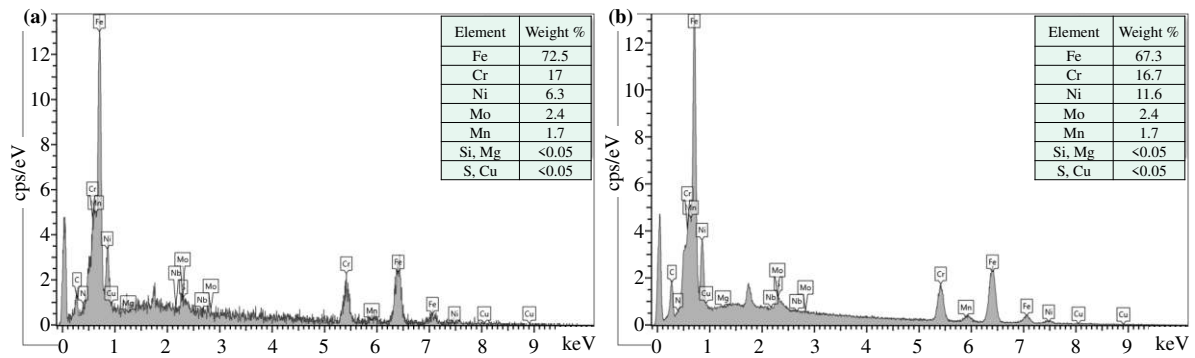 (a)
Element Weight %
Fe 72.5
Cr 17
Ni 6.3
Mo 2.4
Mn 1.7
Si, Mg <0.05
S, Cu <0.05
cps/eV
12
10
8
6
4
2
0
Fe
Cr
Mn
Ni
C
N
Cu
Mg
Nb
Mo
Nb
Mo
Cr
Mn
Fe
Fe
Ni
Cu
Cu
0 1 2 3 4 5 6 7 8 9 keV
(b)
Element Weight %
Fe 67.3
Cr 16.7
Ni 11.6
Mo 2.4
Mn 1.7
Si, Mg <0.05
S, Cu <0.05
cps/eV
12
10
8
6
4
2
0
Fe
Cr
Mn
Ni
C
N
Cu
Mg
Nb
Mo
Nb
Mo
Cr
Mn
Fe
Fe
Ni
Cu
Cu
0 1 2 3 4 5 6 7 8 9 keV